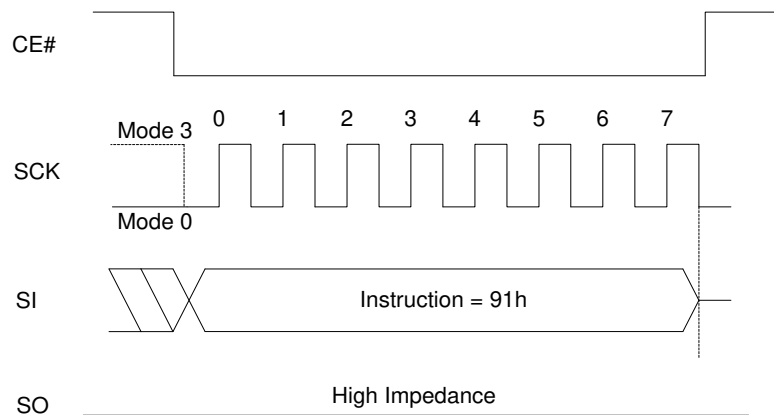 CE#
0 1 2 3 4 5 6 7
Mode 3
SCK
Mode 0
SI
Instruction = 91h
SO
High Impedance